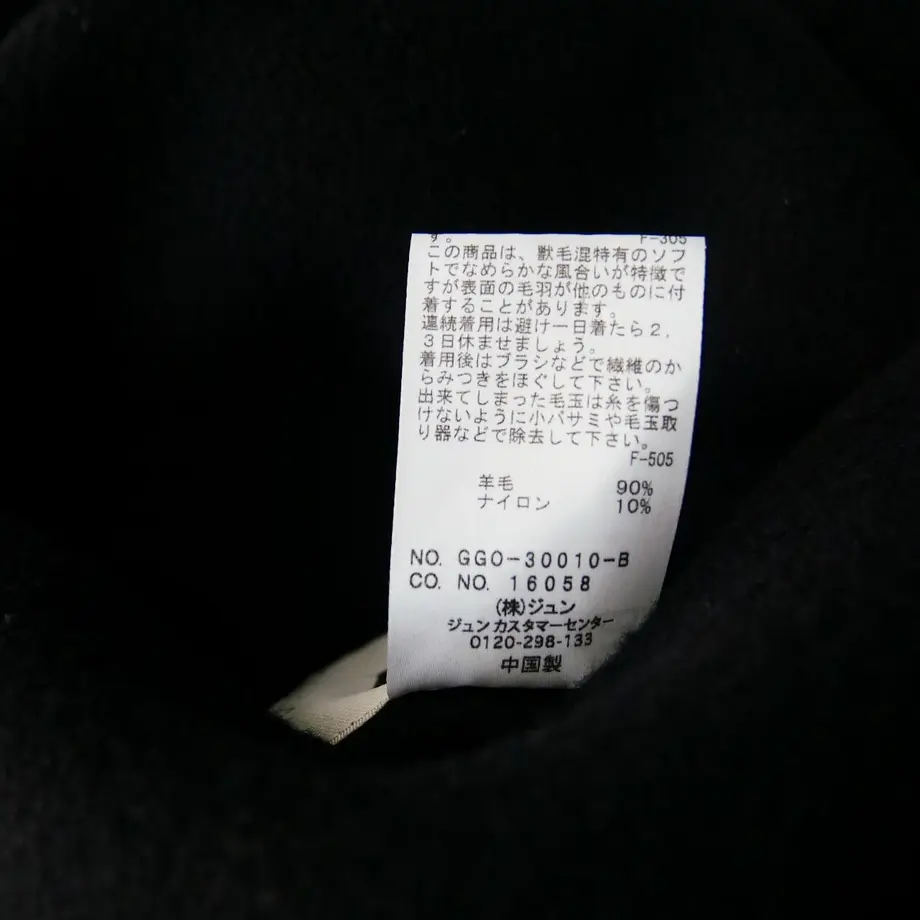 す。 F-305
この商品は、獣毛混特有のソフ
トでなめらかな風合いが特徴で
すが表面の毛羽が他のものに付
着することがあります。
連続着用は避け一日着たら2,
3日休ませましょう。
着用後はブラシなどで繊維のか
らみつきをほぐして下さい。
出来てしまった毛玉は糸を傷つ
けないように小バサミや毛玉取
り器などで除去して下さい。
F-505
羊毛 90%
ナイロン 10%
NO. GGO-30010-B
CO. NO. 16058
(株)ジュン
ジュン カスタマーセンター
0120-298-133
中国製